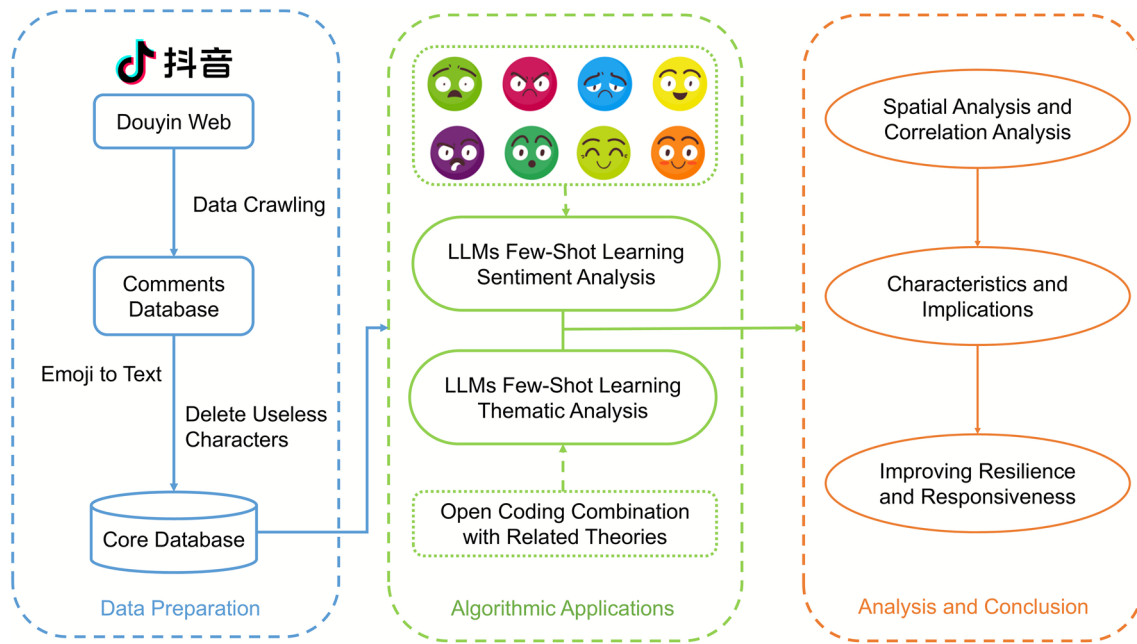 抖音
Douyin Web
Data Crawling
Comments
Database
Emoji to Text
Delete Useless
Characters
Core Database
Data Preparation
LLMs Few-Shot Learning
Sentiment Analysis
LLMs Few-Shot Learning
Thematic Analysis
Open Coding Combination
with Related Theories
Algorithmic Applications
Spatial Analysis and
Correlation Analysis
Characteristics and
Implications
Improving Resilience
and Responsiveness
Analysis and Conclusion